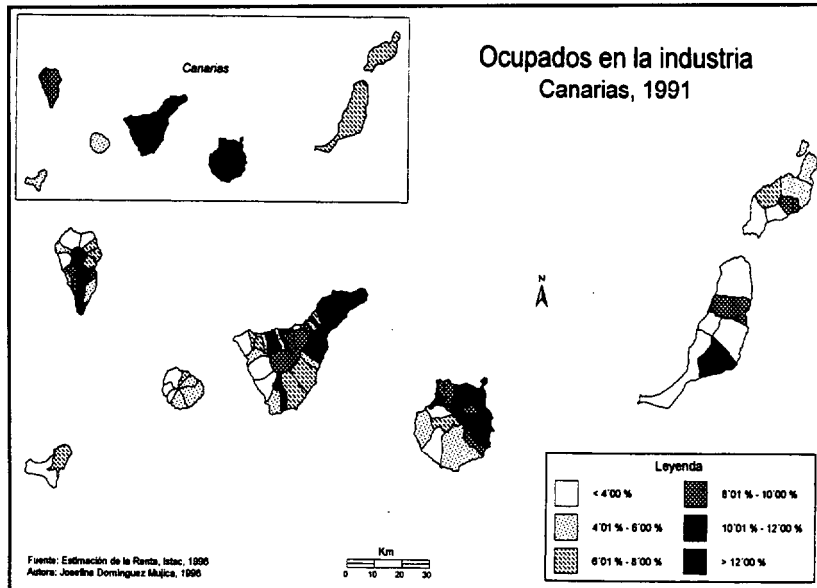 Ocupados en la industria
Canarias, 1991
Canarias
N
Leyenda
< 4'00 %
4'01 % - 6'00 %
6'01 % - 8'00 %
8'01 % - 10'00 %
10'01 % - 12'00 %
> 12'00 %
Km
0 10 20 30
Fuente: Estimación de la Renta, Istac, 1996
Autora: Josefina Domínguez Mujica, 1996